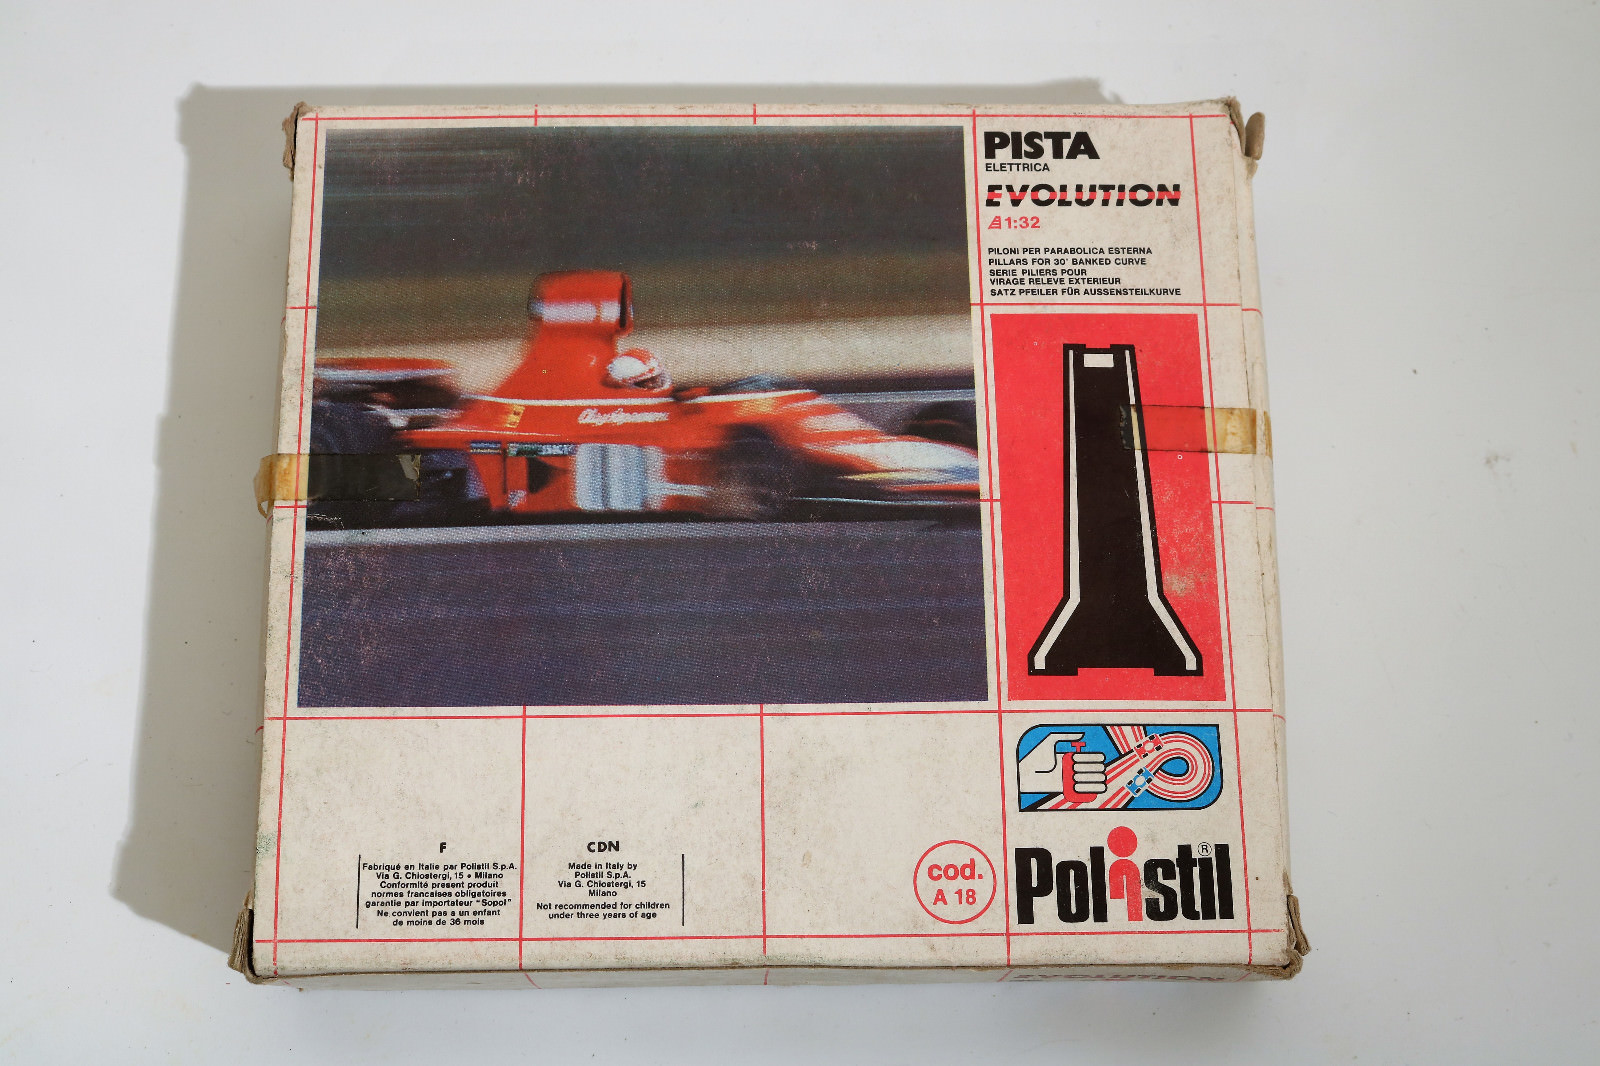 PISTA
ELETTRICA
EVOLUTION
1:32
PILONI PER PARABOLICA ESTERNA
PILLARS FOR 30° BANKED CURVE
SERIE PILIERS POUR
VIRAGE RELEVE EXTERIEUR
SATZ PFEILER FÜR AUSSENSTEILKURVE
F
Fabriqué en Italie par Polistil S.p.A.
Via G. Chiostergi, 15 • Milano
Conformité présent produit
normes francaises obligatoires
garantie par importateur "Sopol"
Ne convient pas a un enfant
de moins de 36 mois
CDN
Made in Italy by
Polistil S.P.A.
Via G. Chiostergi, 15
Milano
Not recommended for children
under three years of age
cod.
A 18
Polistil®
EVOLUTION